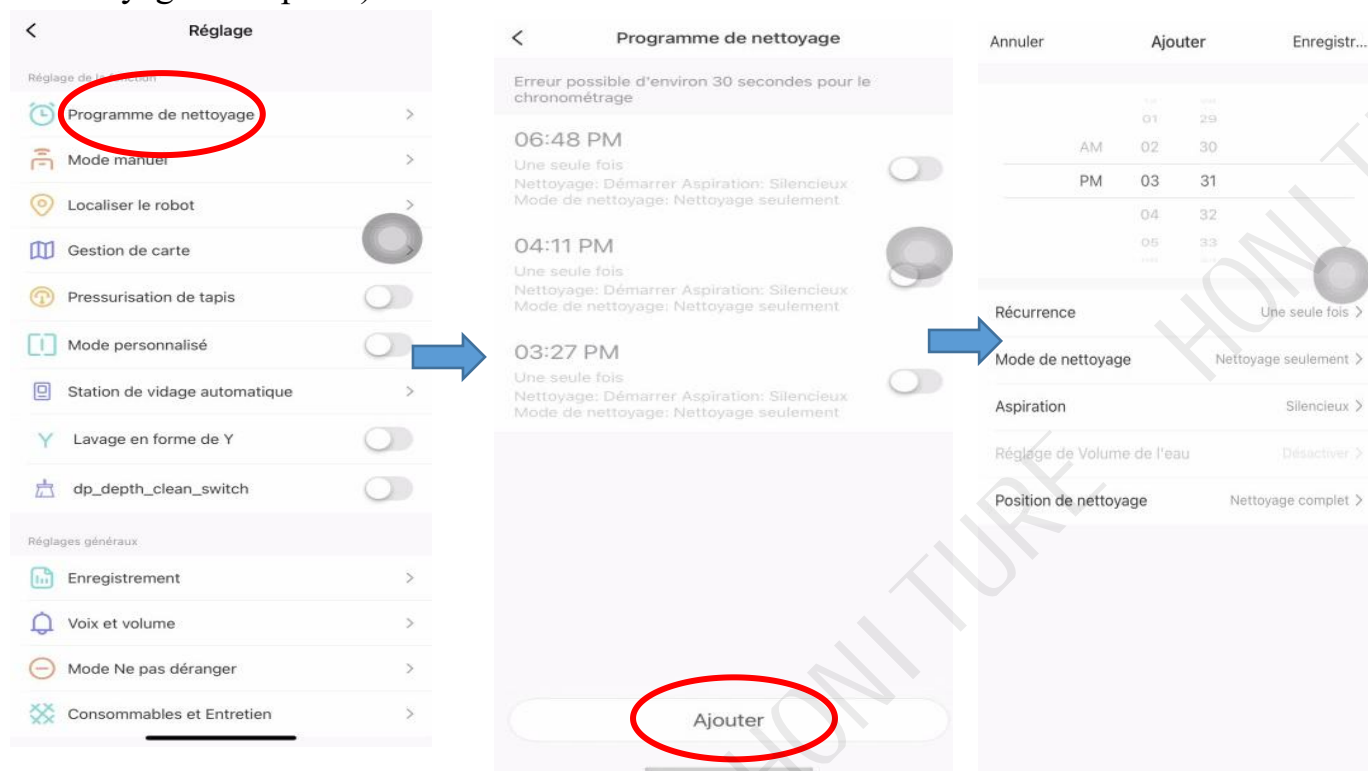 Réglage
Réglage de la fonction
Programme de nettoyage
Mode manuel
Localiser le robot
Gestion de carte
Pressurisation de tapis
Mode personnalisé
Station de vidage automatique
Lavage en forme de Y
dp_depth_clean_switch
Réglages généraux
Enregistrement
Voix et volume
Mode Ne pas déranger
Consommables et Entretien
Programme de nettoyage
Erreur possible d'environ 30 secondes pour le
chronométrage
06:48 PM
Une seule fois
Nettoyage: Démarrer Aspiration: Silencieux
Mode de nettoyage: Nettoyage seulement
04:11 PM
Une seule fois
Nettoyage: Démarrer Aspiration: Silencieux
Mode de nettoyage: Nettoyage seulement
03:27 PM
Une seule fois
Nettoyage: Démarrer Aspiration: Silencieux
Mode de nettoyage: Nettoyage seulement
Ajouter
Annuler Ajouter Enregistr...
01 29
AM 02 30
PM 03 31
04 32
05 33
Récurrence Une seule fois
Mode de nettoyage Nettoyage seulement
Aspiration Silencieux
Réglage de Volume de l'eau Désactiver
Position de nettoyage Nettoyage complet
HONITURE